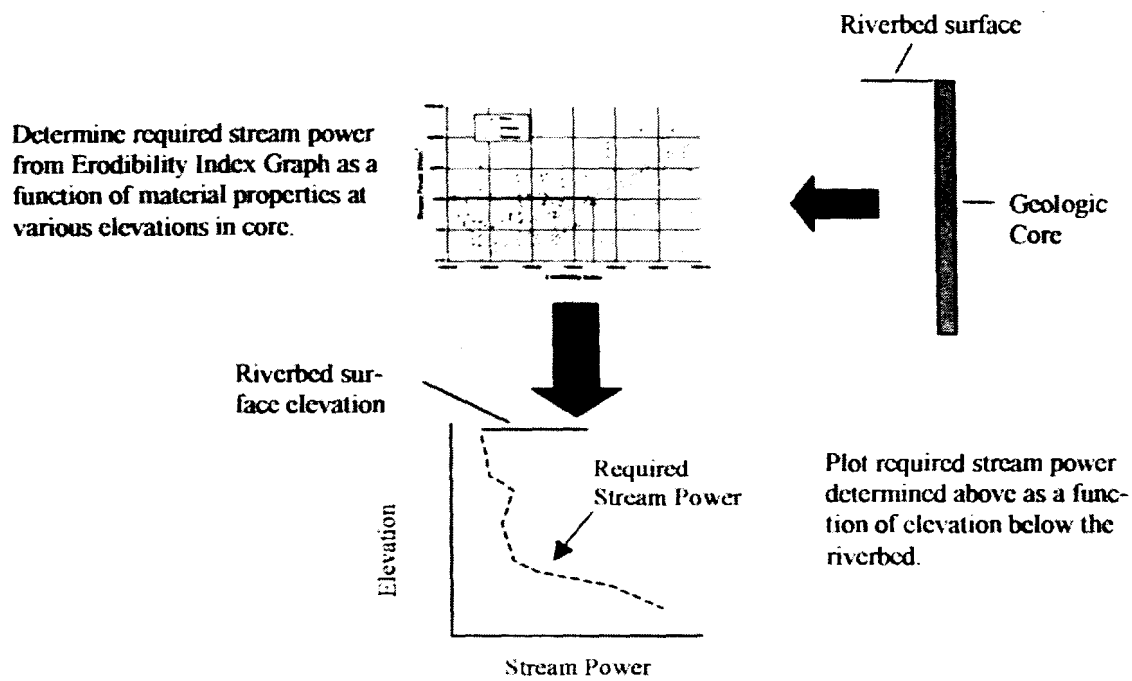 Riverbed surface
Determine required stream power
from Erodibility Index Graph as a
function of material properties at
various elevations in core.
Geologic
Core
Riverbed sur-
face elevation
Required
Stream Power
Plot required stream power
determined above as a func-
tion of elevation below the
riverbed.
Elevation
Stream Power